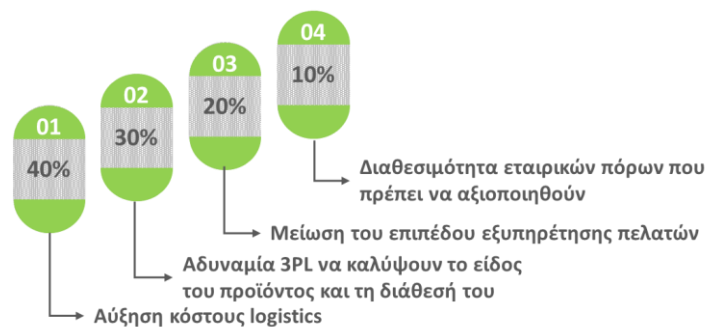 04
10%
03
20%
02
30%
01
40%
Διαθεσιμότητα εταιρικών πόρων που
πρέπει να αξιοποιηθούν
Μείωση του επιπέδου εξυπηρέτησης πελατών
Αδυναμία 3PL να καλύψουν το είδος
του προϊόντος και τη διάθεσή του
Αύξηση κόστους logistics